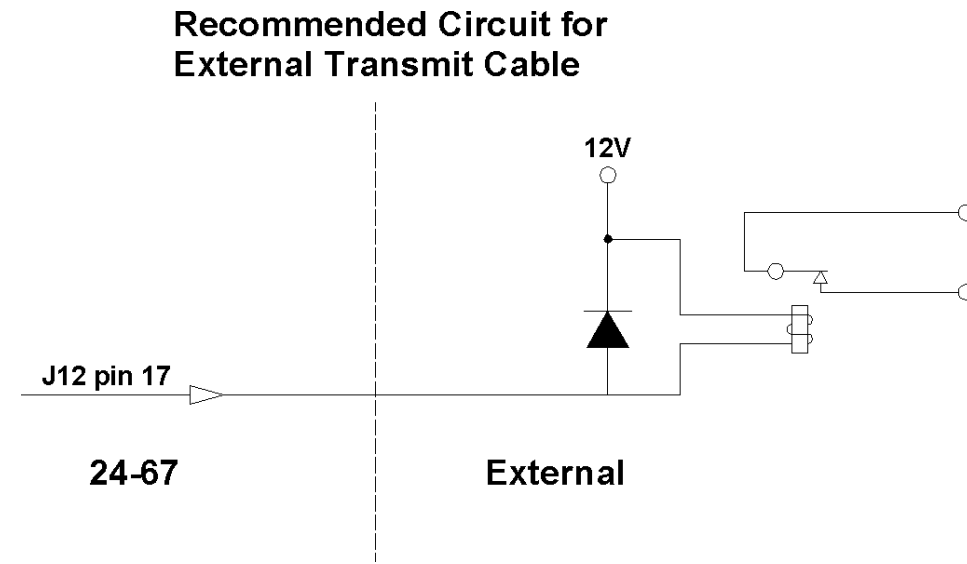 Recommended Circuit for
External Transmit Cable
12V
J12 pin 17
24-67
External